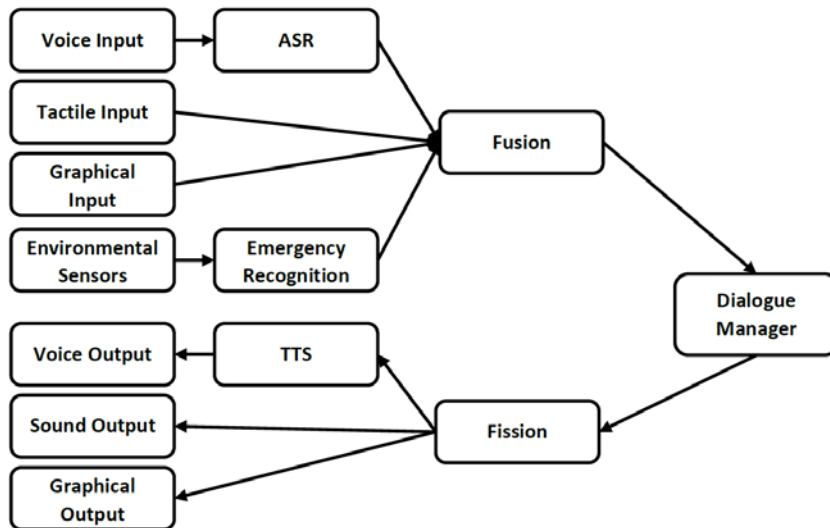 Voice Input
ASR
Tactile Input
Fusion
Graphical
Input
Environmental
Sensors
Emergency
Recognition
Dialogue
Manager
Voice Output
TTS
Sound Output
Fission
Graphical
Output